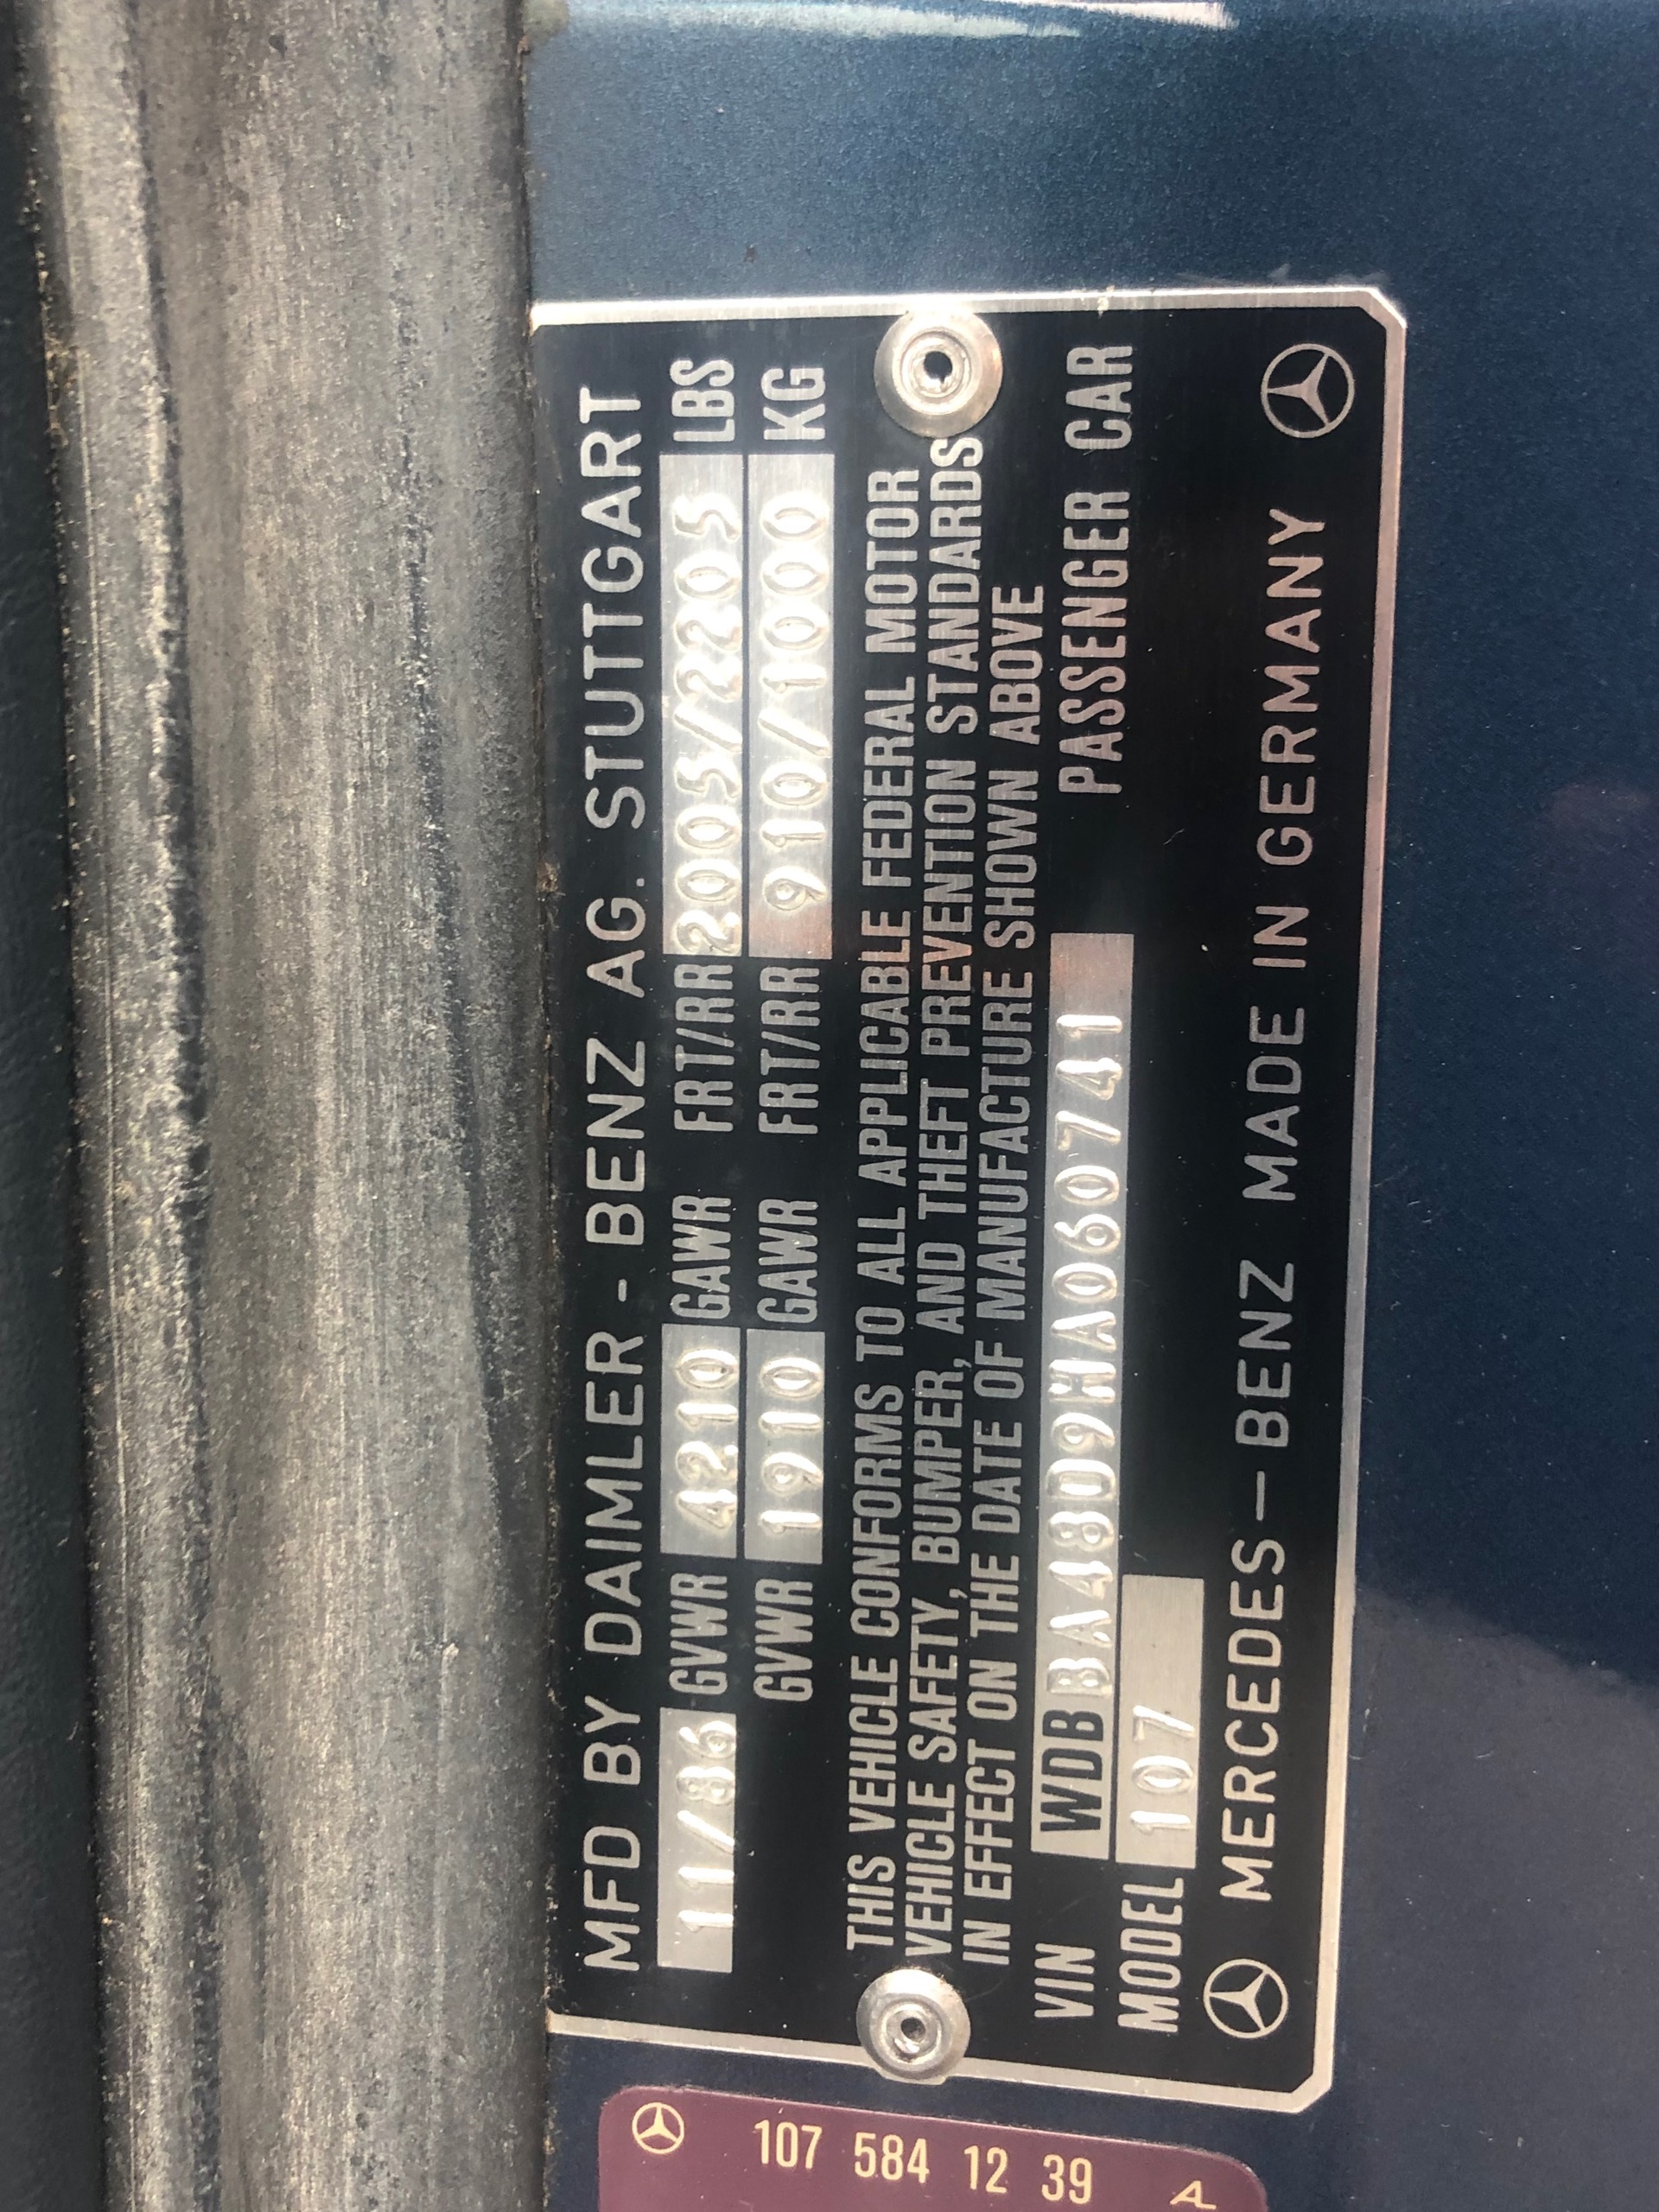 MFD BY DAIMLER - BENZ AG. STUTTGART
11/86 GVWR 4210 GAWR FRT/RR 2005/2205 LBS
GVWR 1910 GAWR FRT/RR 910/1000 KG
THIS VEHICLE CONFORMS TO ALL APPLICABLE FEDERAL MOTOR
VEHICLE SAFETY, BUMPER, AND THEFT PREVENTION STANDARDS
IN EFFECT ON THE DATE OF MANUFACTURE SHOWN ABOVE
VIN WDB BA48D9HA060741 PASSENGER CAR
MODEL 107
MERCEDES-BENZ MADE IN GERMANY
107 584 12 39